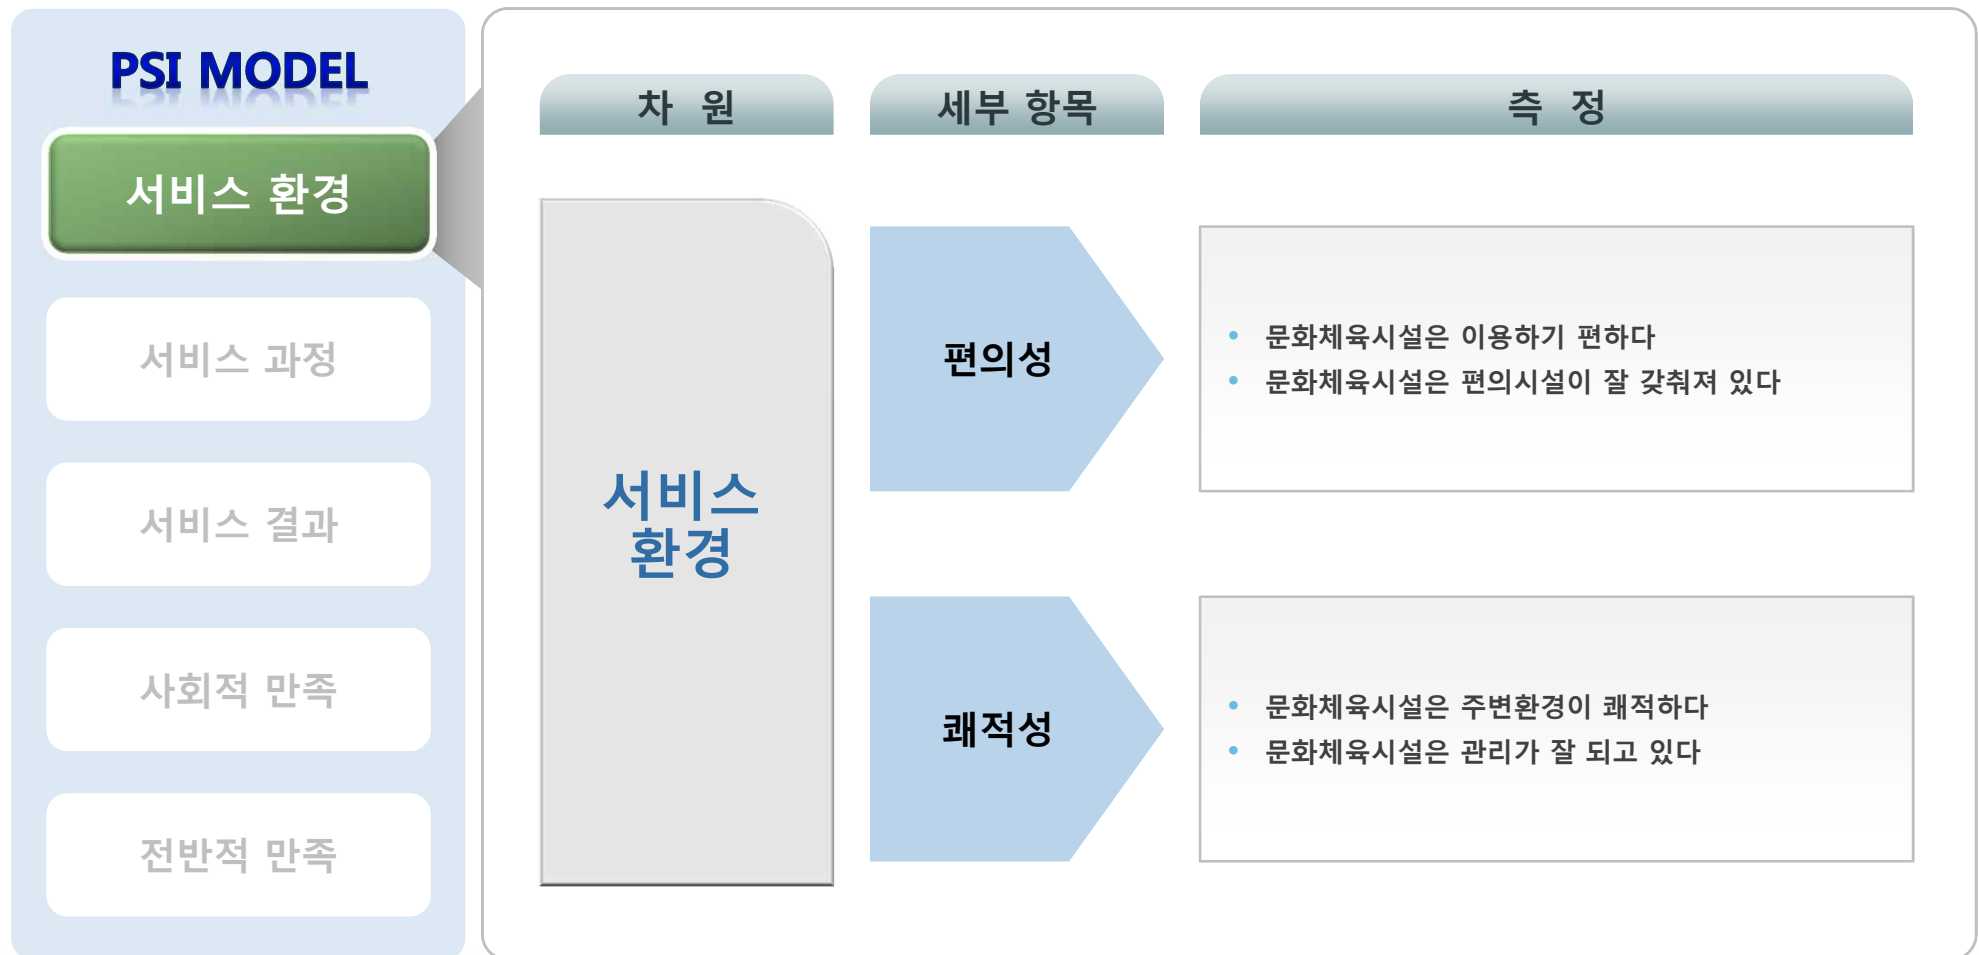 PSI MODEL
서비스 환경
서비스 과정
서비스 결과
사회적 만족
전반적 만족
차 원
세부 항목
측 정
서비스
환경
편의성
• 문화체육시설은 이용하기 편하다
• 문화체육시설은 편의시설이 잘 갖춰져 있다
쾌적성
• 문화체육시설은 주변환경이 쾌적하다
• 문화체육시설은 관리가 잘 되고 있다